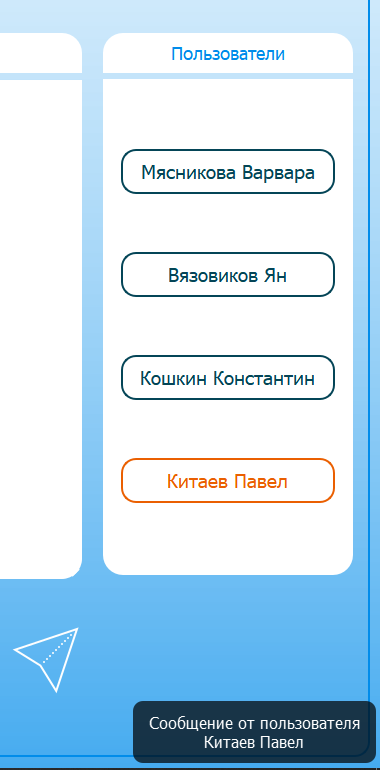 Пользователи
Мясникова Варвара
Вязовиков Ян
Кошкин Константин
Китаев Павел
Сообщение от пользователя
Китаев Павел